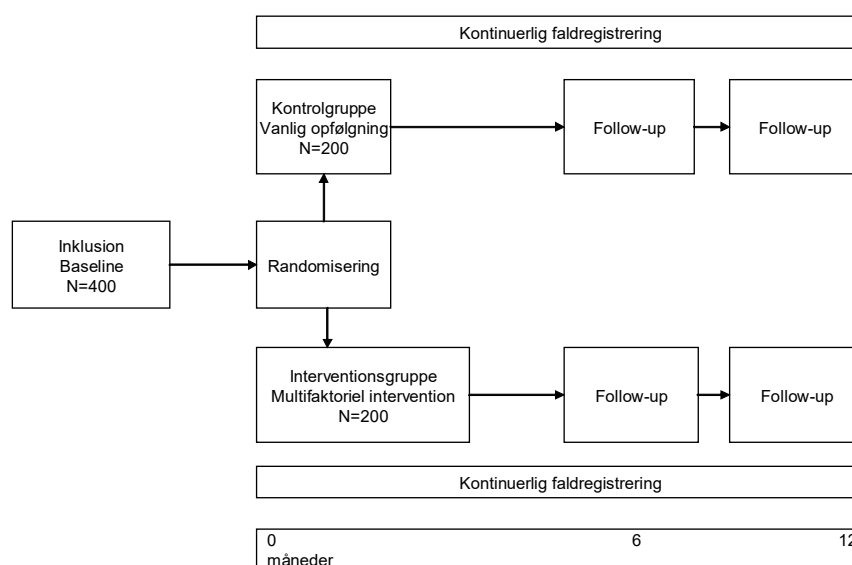 Kontinuerlig faldregistrering
Kontrolgruppe
Vanlig opfølgning
N=200
Follow-up
Follow-up
Inklusion
Baseline
N=400
Randomisering
Interventionsgruppe
Multifaktoriel intervention
N=200
Follow-up
Follow-up
Kontinuerlig faldregistrering
0 6 12
måneder